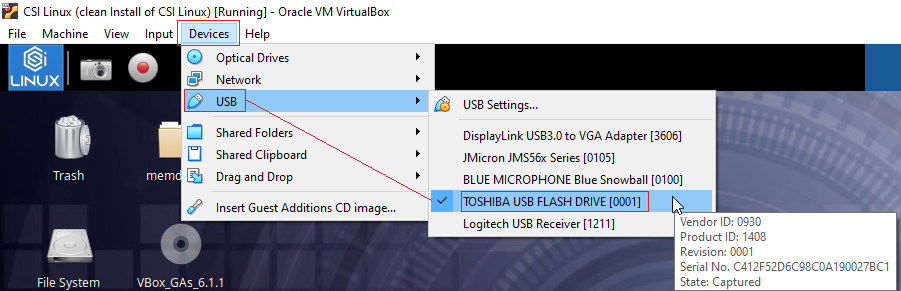 CSI Linux (clean Install of CSI Linux) [Running] - Oracle VM VirtualBox
File Machine View Input Devices Help
CSI
LINUX
Optical Drives
Network
USB
Shared Folders
Shared Clipboard
Drag and Drop
Insert Guest Additions CD image...
USB Settings...
DisplayLink USB3.0 to VGA Adapter [3606]
JMicron JMS56x Series [0105]
BLUE MICROPHONE Blue Snowball [0100]
TOSHIBA USB FLASH DRIVE [0001]
Logitech USB Receiver [1211]
Vendor ID: 0930
Product ID: 1408
Revision: 0001
Serial No. C412F52D6C98C0A190027BC1
State: Captured
Trash
memd
File System
VBox_GAs_6.1.1